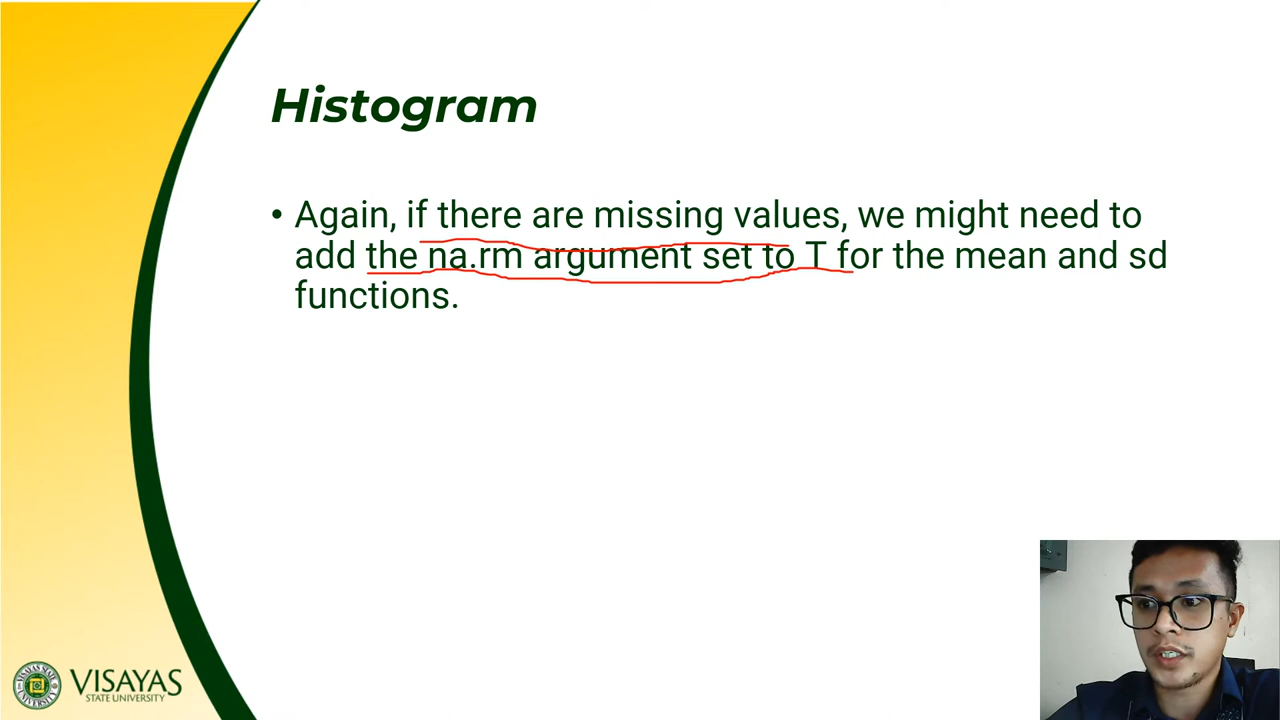 Histogram
• Again, if there are missing values, we might need to
add the na.rm argument set to T for the mean and sd
functions.
VISAYAS
STATE UNIVERSITY